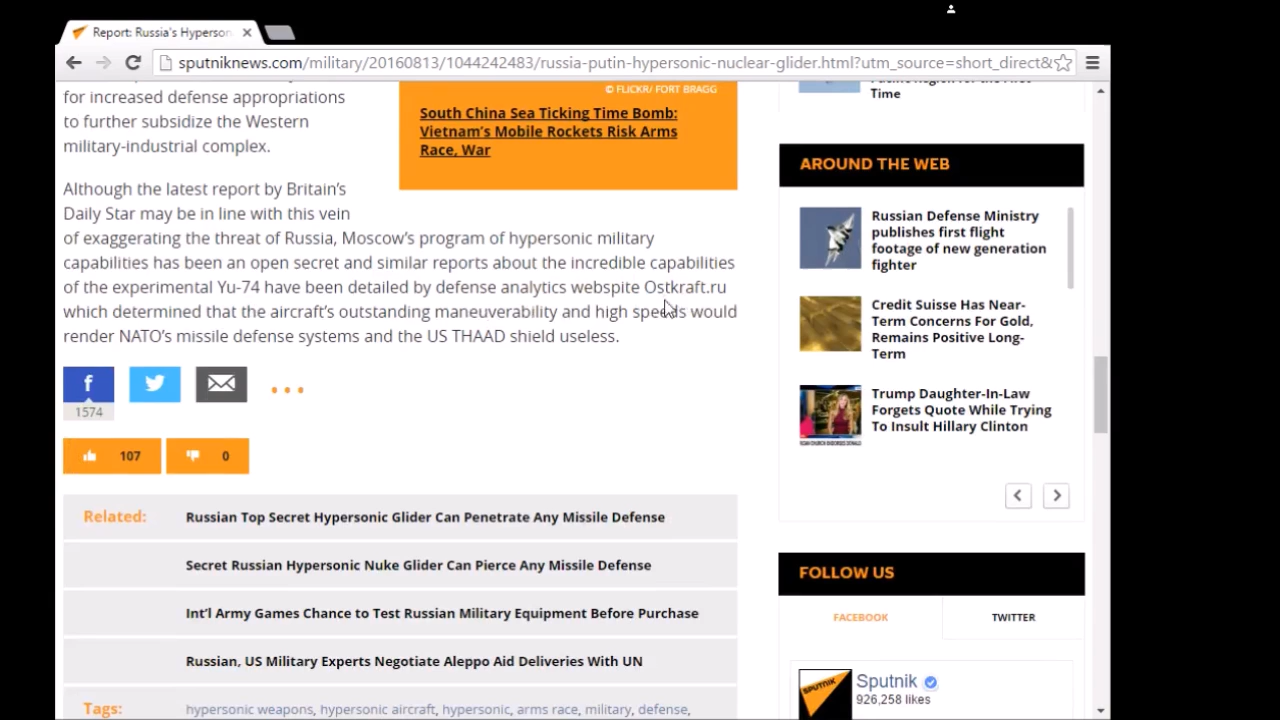 Report: Russia's Hyperson
sputniknews.com/military/20160813/1044242483/russia-putin-hypersonic-nuclear-glider.html?utm_source=short_direct&
for increased defense appropriations
to further subsidize the Western
military-industrial complex.
© FLICKR/ FORT BRAGG
South China Sea Ticking Time Bomb:
Vietnam's Mobile Rockets Risk Arms
Race, War
Although the latest report by Britain's
Daily Star may be in line with this vein
of exaggerating the threat of Russia, Moscow's program of hypersonic military
capabilities has been an open secret and similar reports about the incredible capabilities
of the experimental Yu-74 have been detailed by defense analytics webspite Ostkraft.ru
which determined that the aircraft's outstanding maneuverability and high speeds would
render NATO's missile defense systems and the US THAAD shield useless.
f
1574
107
0
Related:
Russian Top Secret Hypersonic Glider Can Penetrate Any Missile Defense
Secret Russian Hypersonic Nuke Glider Can Pierce Any Missile Defense
Int'l Army Games Chance to Test Russian Military Equipment Before Purchase
Russian, US Military Experts Negotiate Aleppo Aid Deliveries With UN
Tags:
hypersonic weapons, hypersonic aircraft, hypersonic, arms race, military, defense,
Time
AROUND THE WEB
Russian Defense Ministry
publishes first flight
footage of new generation
fighter
Credit Suisse Has Near-
Term Concerns For Gold,
Remains Positive Long-
Term
Trump Daughter-In-Law
Forgets Quote While Trying
To Insult Hillary Clinton
FOLLOW US
FACEBOOK
TWITTER
SPUTNIK
Sputnik
926,258 likes